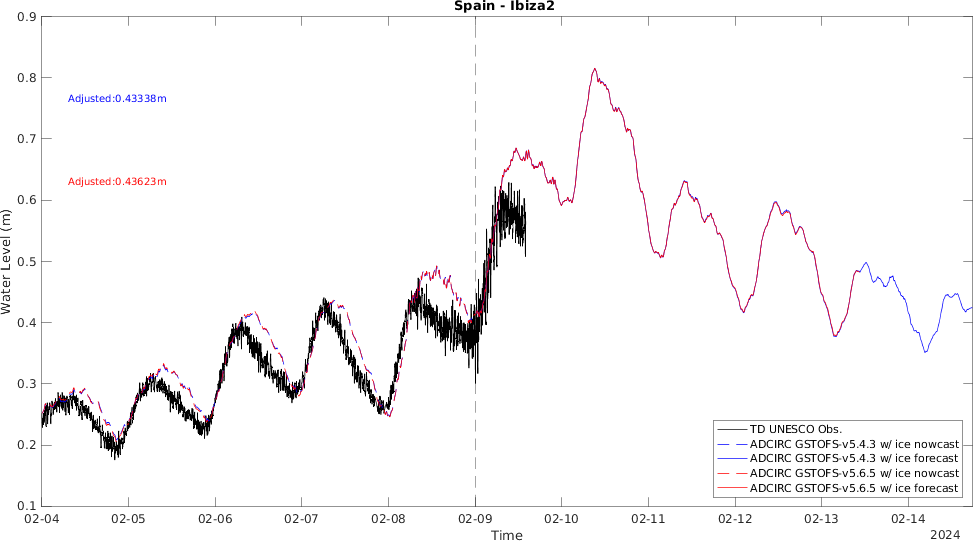 Spain - Ibiza2
0.9
0.8
0.7
0.6
0.5
0.4
0.3
0.2
0.1
Water Level (m)
Adjusted:0.43338m
Adjusted:0.43623m
TD UNESCO Obs.
ADCIRC GSTOFS-v5.4.3 w/ ice nowcast
ADCIRC GSTOFS-v5.4.3 w/ ice forecast
ADCIRC GSTOFS-v5.6.5 w/ ice nowcast
ADCIRC GSTOFS-v5.6.5 w/ ice forecast
02-04 02-05 02-06 02-07 02-08 02-09 02-10 02-11 02-12 02-13 02-14
Time
2024